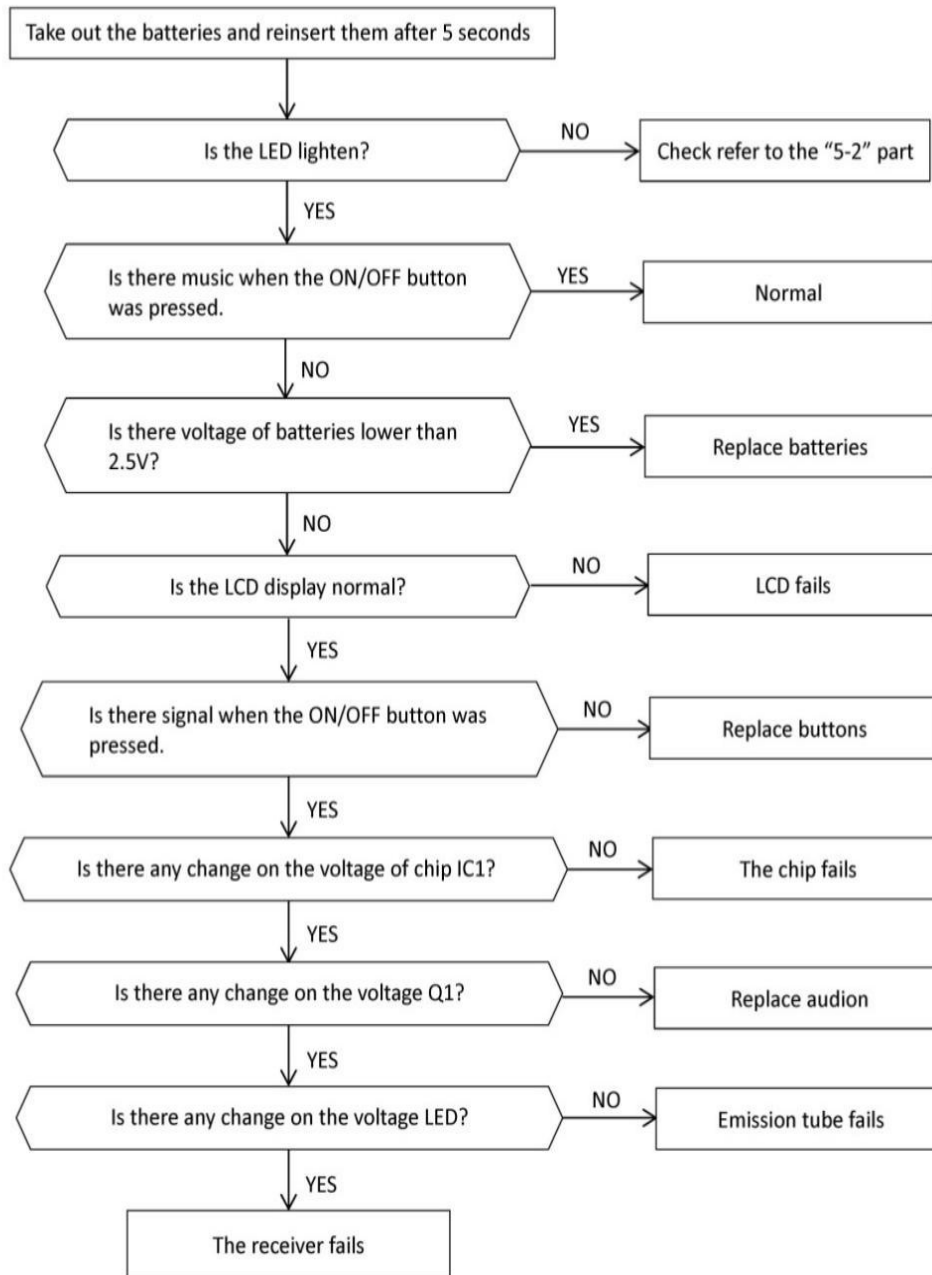 Take out the batteries and reinsert them after 5 seconds
Is the LED lighten?
NO
Check refer to the “5-2” part
YES
Is there music when the ON/OFF button
was pressed.
YES
Normal
NO
Is there voltage of batteries lower than
2.5V?
YES
Replace batteries
NO
Is the LCD display normal?
NO
LCD fails
YES
Is there signal when the ON/OFF button was
pressed.
NO
Replace buttons
YES
Is there any change on the voltage of chip IC1?
NO
The chip fails
YES
Is there any change on the voltage Q1?
NO
Replace audion
YES
Is there any change on the voltage LED?
NO
Emission tube fails
YES
The receiver fails